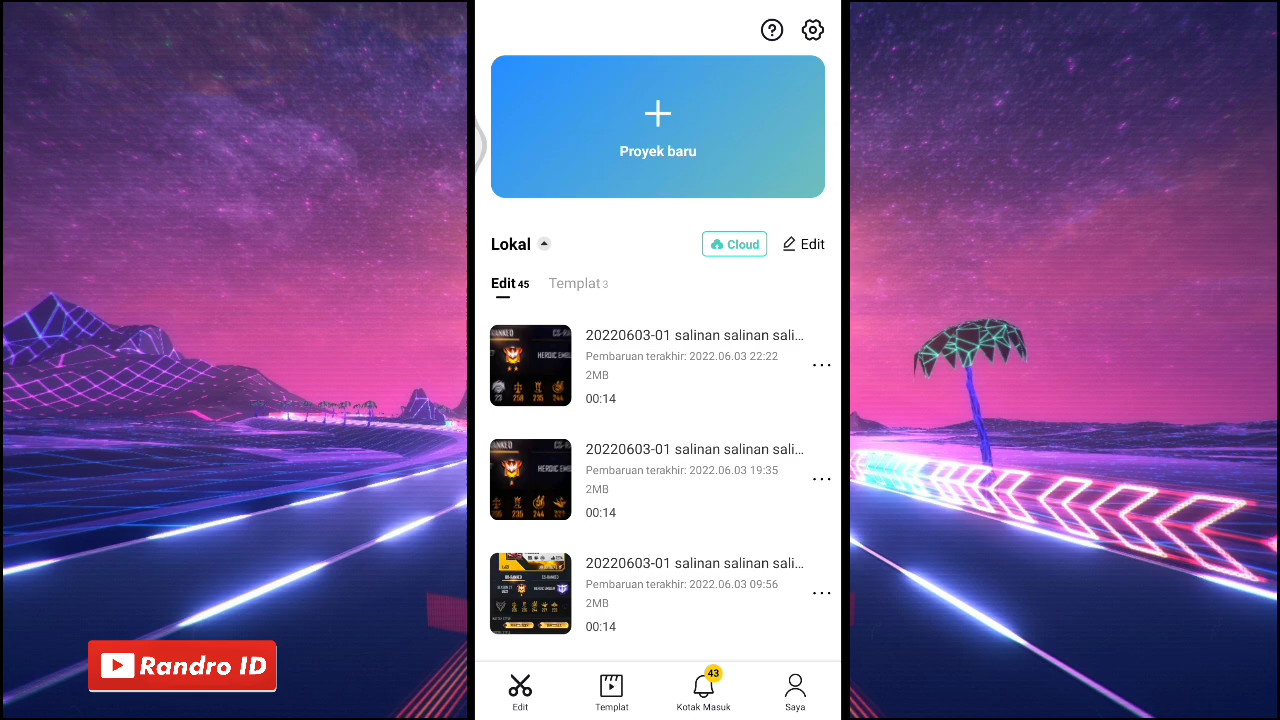 Proyek baru
Lokal
Cloud
Edit
Edit 45
Templat 3
20220603-01 salinan salinan sali...
Pembaruan terakhir: 2022.06.03 22:22
2MB
00:14
20220603-01 salinan salinan sali...
Pembaruan terakhir: 2022.06.03 19:35
2MB
00:14
20220603-01 salinan salinan sali...
Pembaruan terakhir: 2022.06.03 09:56
2MB
00:14
Randro ID
43
Edit
Templat
Kotak Masuk
Saya